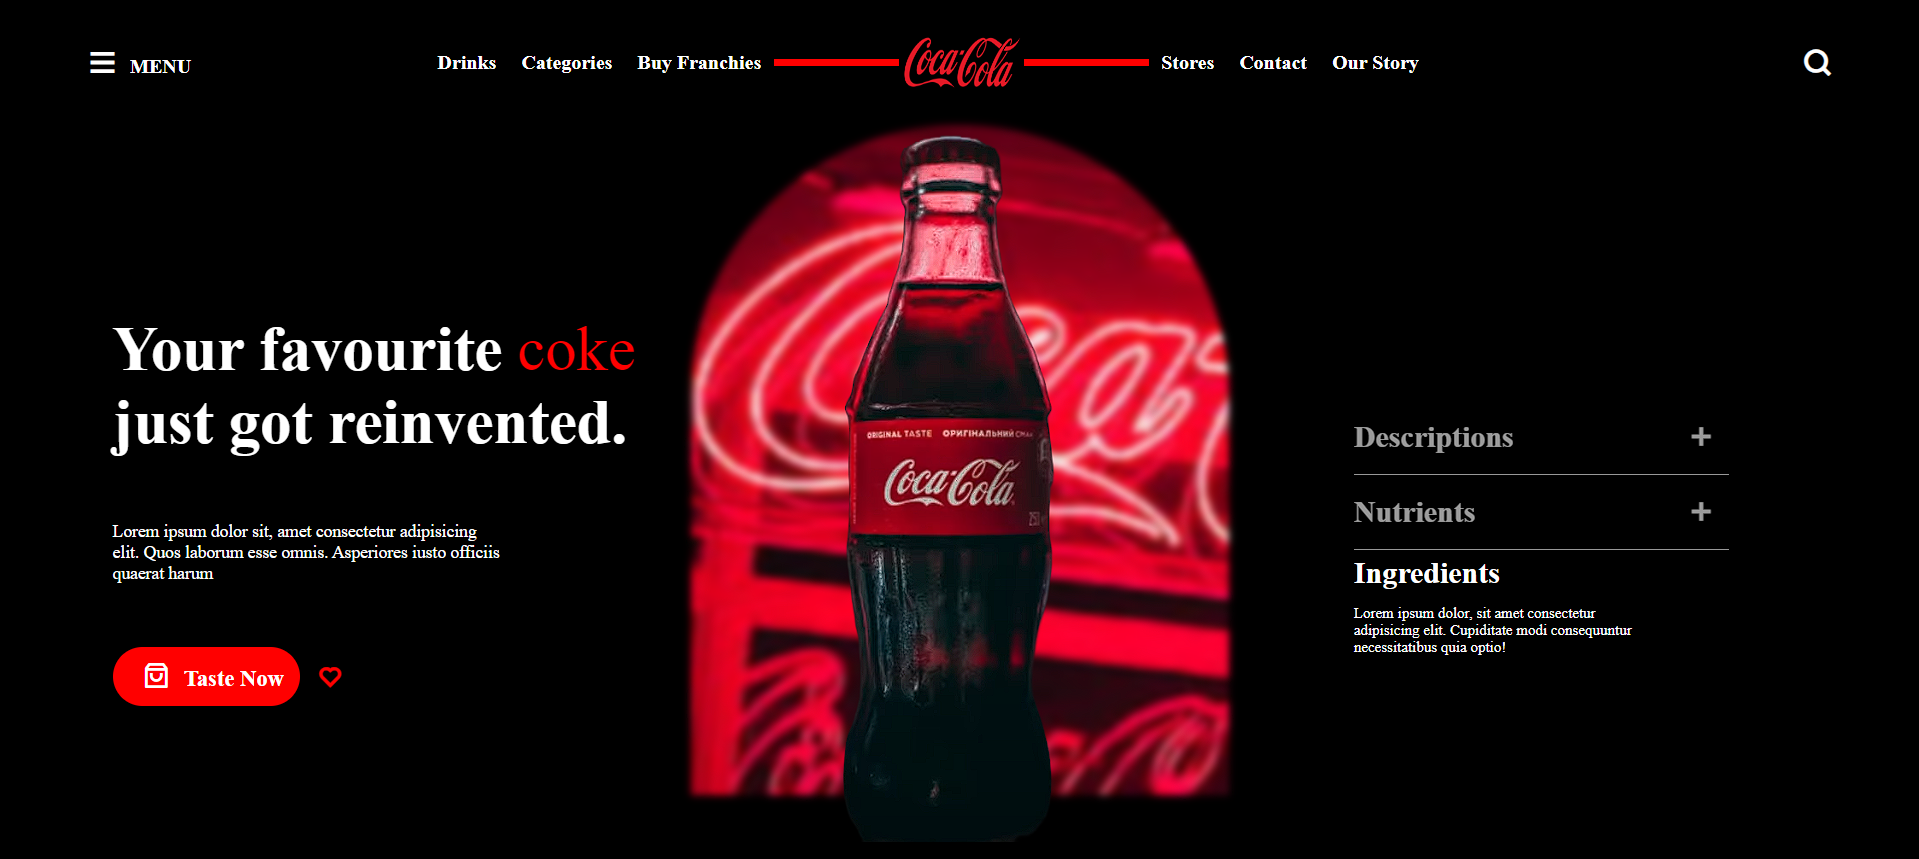 MENU
Drinks Categories Buy Franchies Coca-Cola Stores Contact Our Story
Your favourite coke
just got reinvented.
Lorem ipsum dolor sit, amet consectetur adipisicing
elit. Quos laborum esse omnis. Asperiores iusto officiis
quaerat harum
Taste Now
ORIGINAL TASTE ОРИГІНАЛЬНИЙ СМАК
Coca-Cola
250
Descriptions
Nutrients
Ingredients
Lorem ipsum dolor, sit amet consectetur
adipisicing elit. Cupiditate modi consequuntur
necessitatibus quia optio!